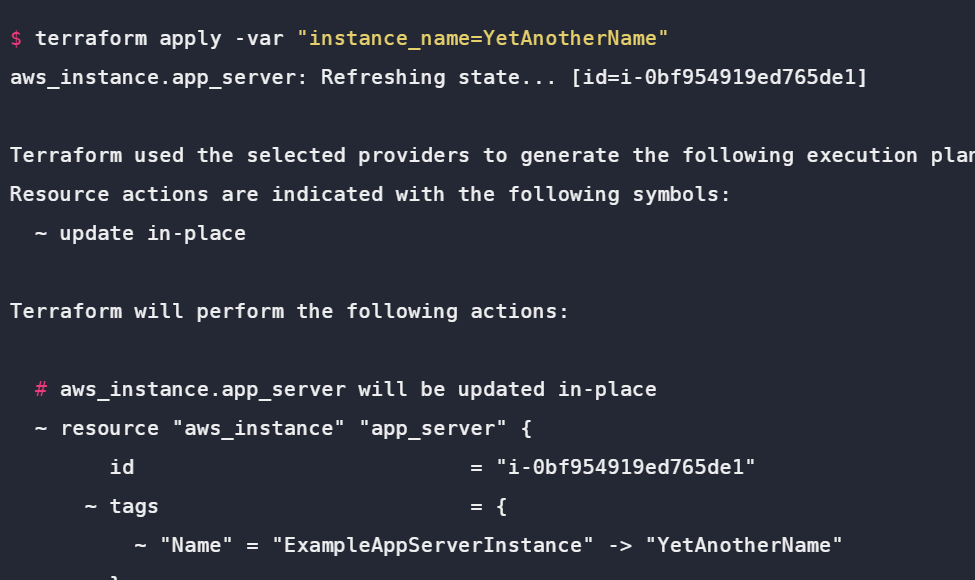 $ terraform apply -var "instance_name=YetAnotherName"
aws_instance.app_server: Refreshing state... [id=i-0bf954919ed765de1]
Terraform used the selected providers to generate the following execution
Resource actions are indicated with the following symbols:
~ update in-place
Terraform will perform the following actions:
# aws_instance.app_server will be updated in-place
~ resource "aws_instance" "app_server" {
id = "i-0bf954919ed765de1"
~ tags = {
~ "Name" = "ExampleAppServerInstance" -> "YetAnotherName"